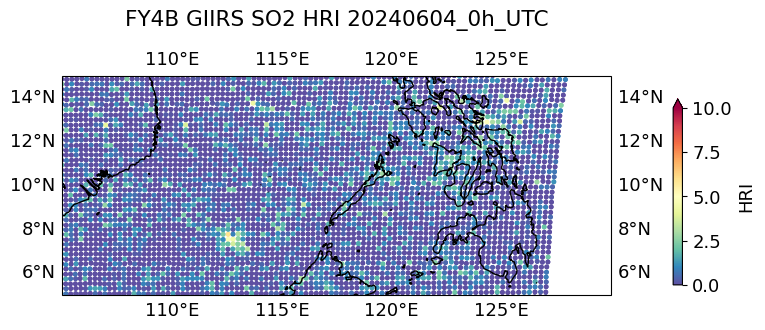 FY4B GIIRS SO2 HRI 20240604_0h_UTC
110°E 115°E 120°E 125°E
14°N 14°N 10.0
12°N 12°N 7.5
10°N 10°N 5.0 HRI
8°N 8°N 2.5
6°N 6°N 0.0
110°E 115°E 120°E 125°E